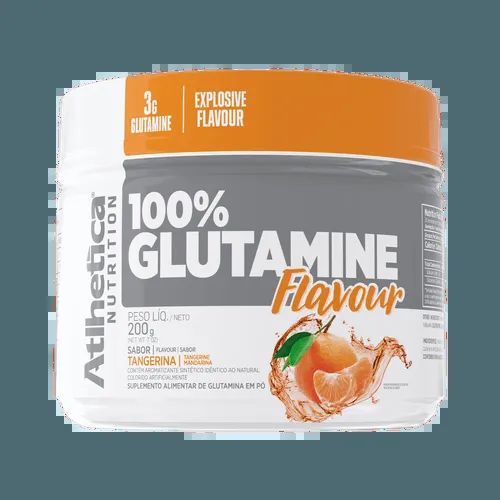 3G
GLUTAMINE
EXPLOSIVE
FLAVOUR
Atlhetica®
NUTRITION
100%
GLUTAMINE
Flavour
PESO LÍQ. / NETO
200g
NET WT 7 OZ
SABOR | FLAVOUR | SABOR
TANGERINA | TANGERINE
MANDARINA
CONTÉM AROMATIZANTE SINTÉTICO IDÊNTICO AO NATURAL
COLORIDO ARTIFICIALMENTE
SUPLEMENTO ALIMENTAR DE GLUTAMINA EM PÓ